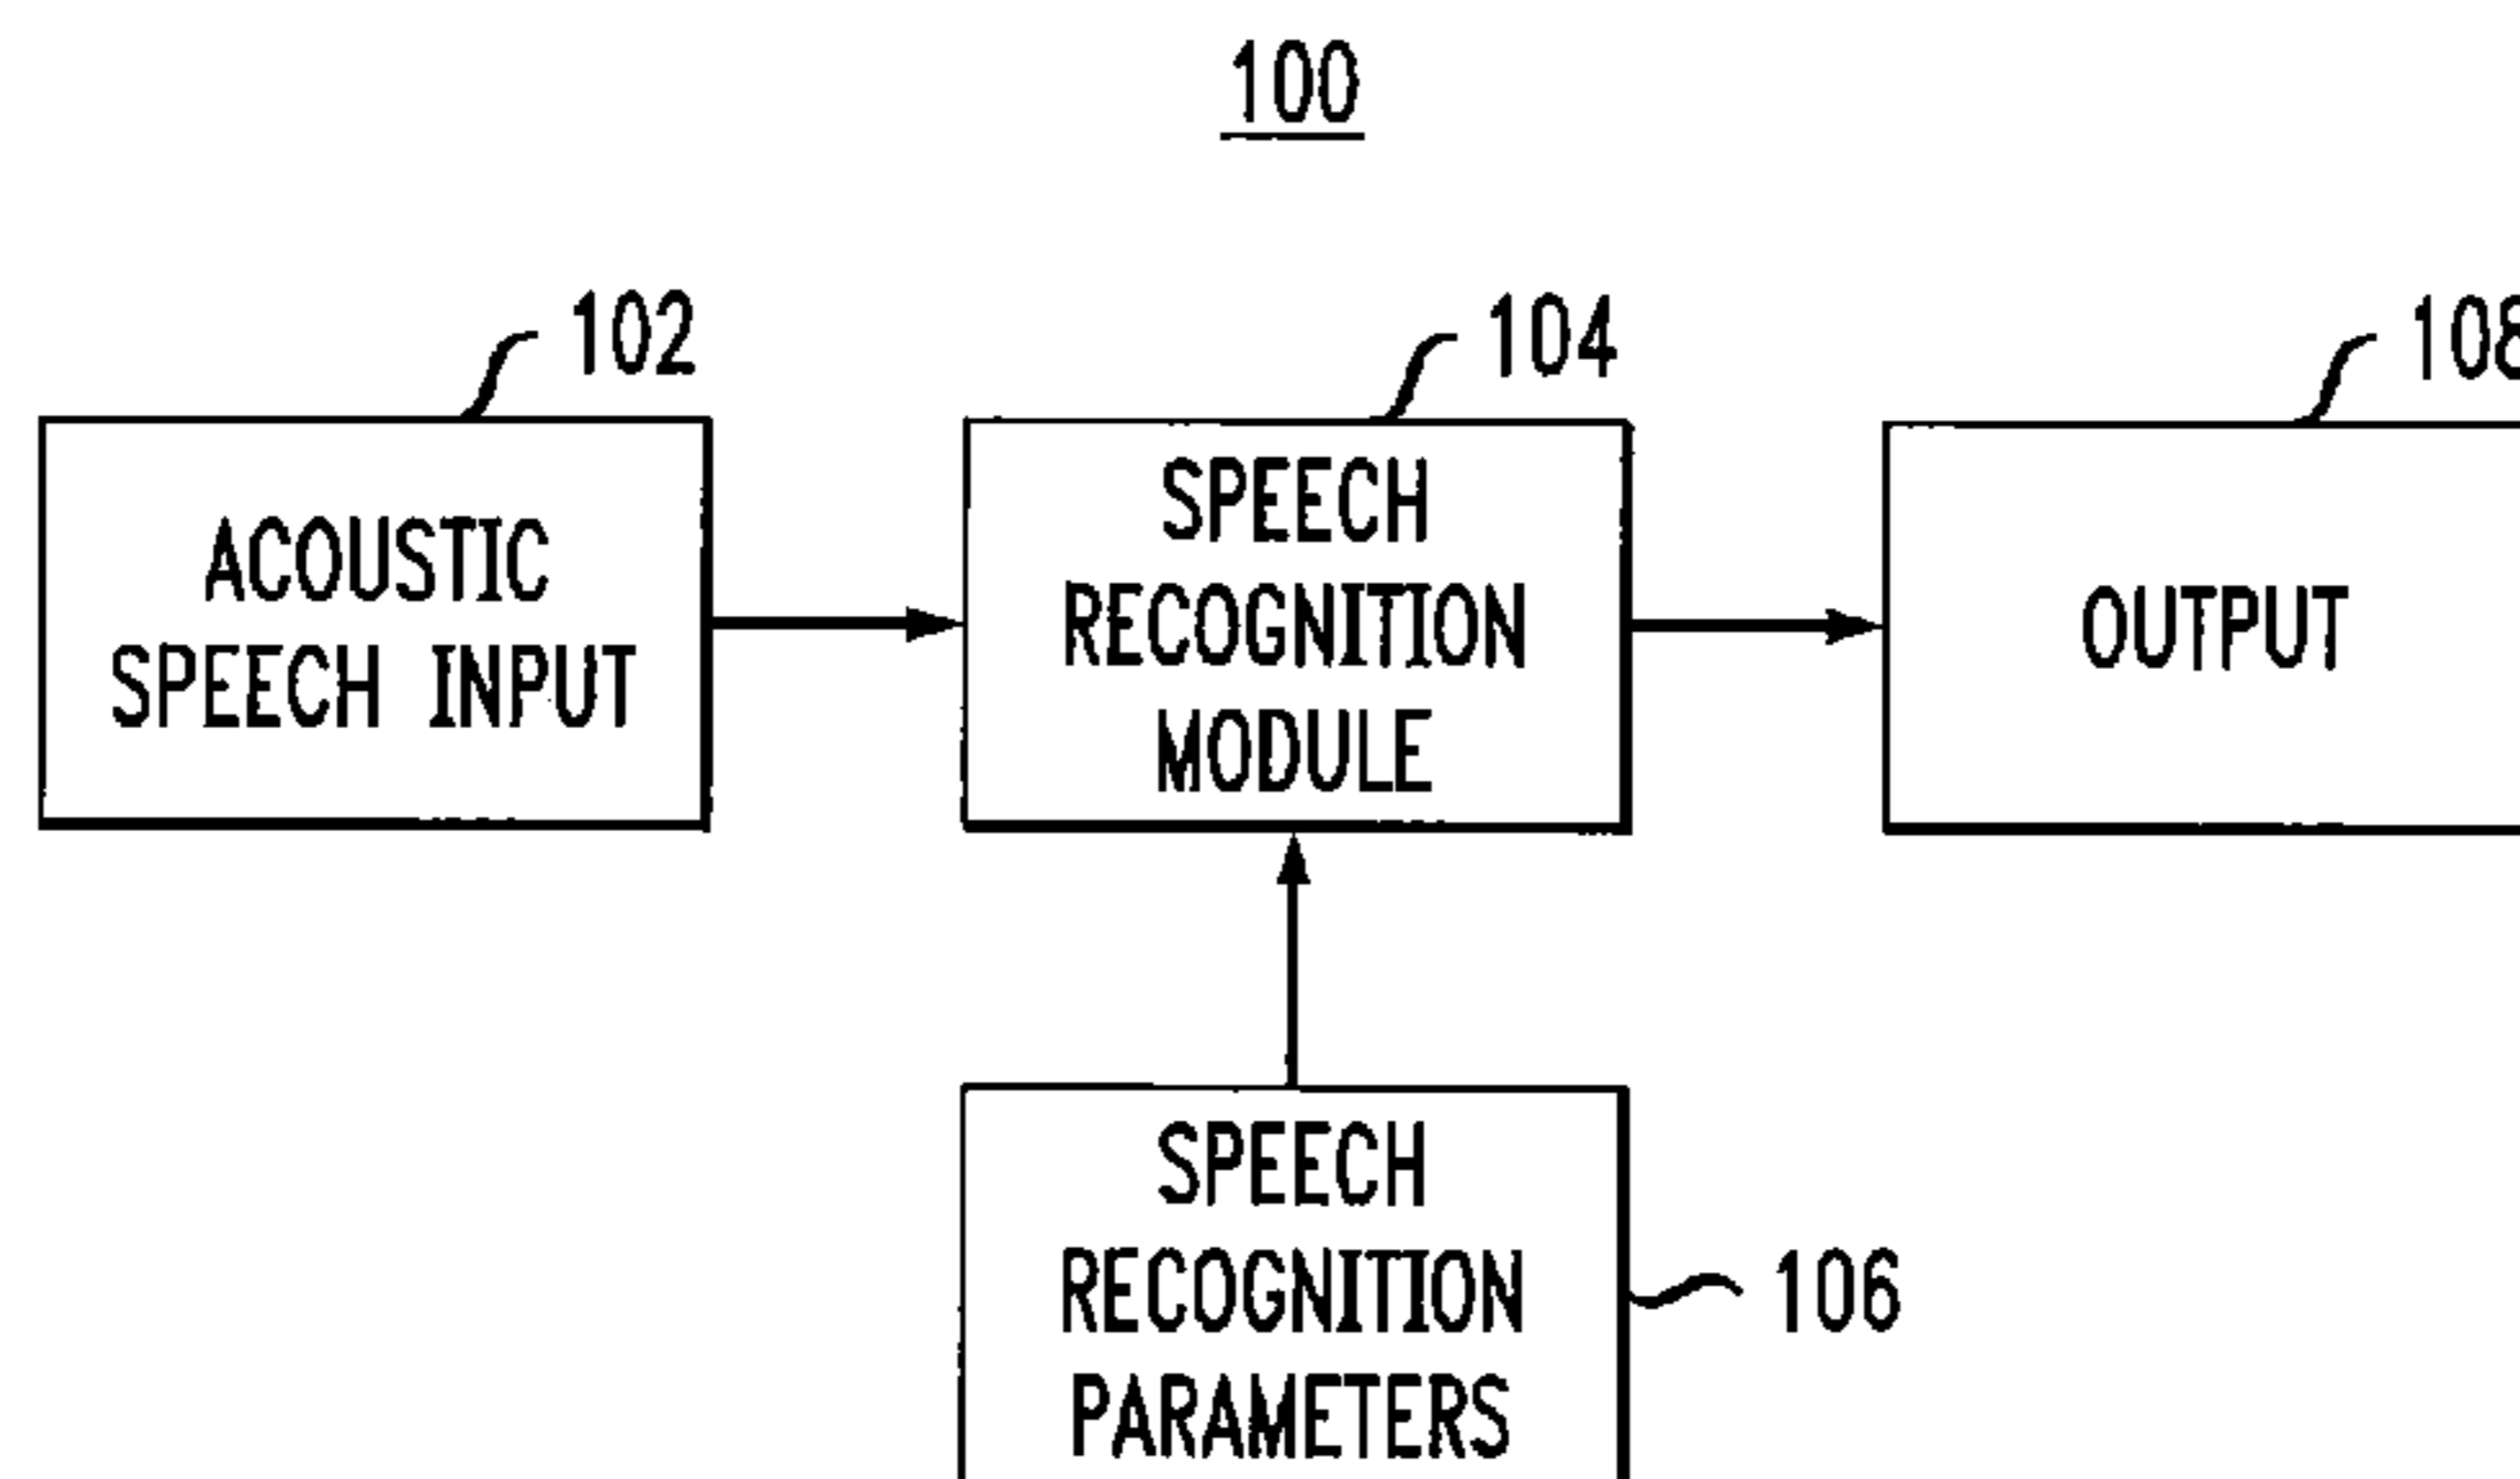 100
102
104
108
ACOUSTIC
SPEECH INPUT
SPEECH
RECOGNITION
MODULE
OUTPUT
SPEECH
RECOGNITION
PARAMETERS
106